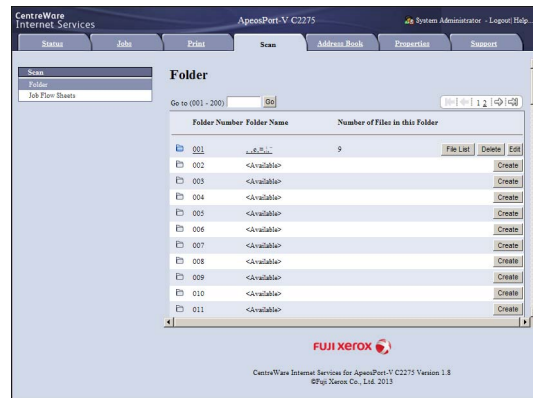 CentreWare
Internet Services
ApeosPort-V C2275
System Administrator - Logout| Help
Status Jobs Print Scan Address Book Properties Support
Scan
Folder
Job Flow Sheets
Folder
Go to (001 - 200) Go
1 2
Folder Number Folder Name Number of Files in this Folder
001 9 File List Delete Edit
002 <Available> Create
003 <Available> Create
004 <Available> Create
005 <Available> Create
006 <Available> Create
007 <Available> Create
008 <Available> Create
009 <Available> Create
010 <Available> Create
011 <Available> Create
FUJI XEROX
CentreWare Internet Services for ApeosPort-V C2275 Version 1.8
©Fuji Xerox Co., Ltd. 2013